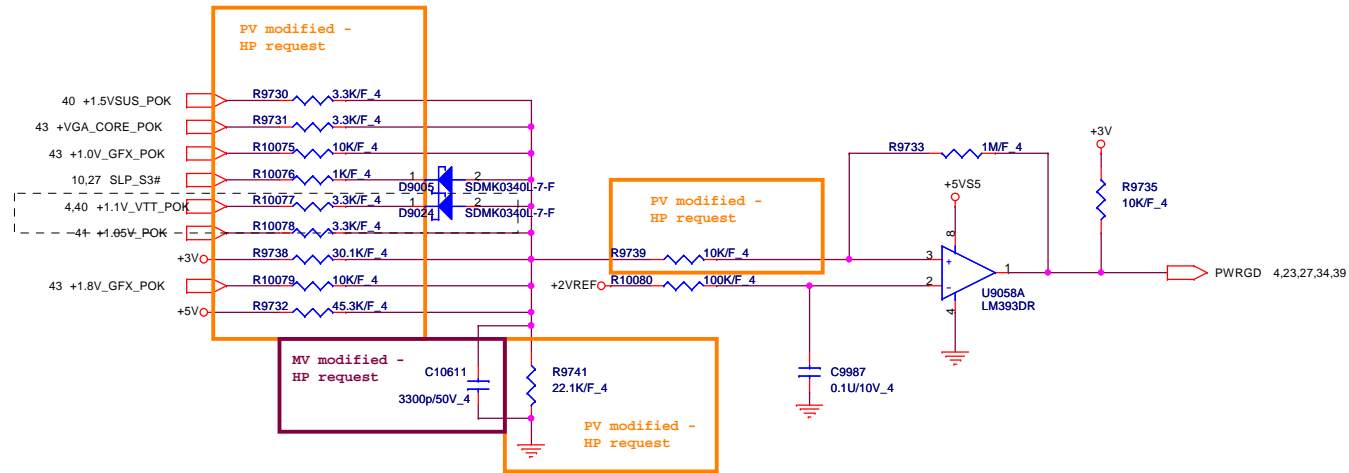 PV modified -
HP request
40 +1.5VSUS_POK R9730 3.3K/F_4
43 +VGA_CORE_POK R9731 3.3K/F_4
43 +1.0V_GFX_POK R10075 10K/F_4
10,27 SLP_S3# R10076 1K/F_4 1 2
D9005 SDMK0340L-7-F
4,40 +1.1V_VTT_POK R10077 3.3K/F_4 1 2
D9024 SDMK0340L-7-F
41 +1.05V_POK R10078 3.3K/F_4
+3V R9738 30.1K/F_4
43 +1.8V_GFX_POK R10079 10K/F_4
+5V R9732 45.3K/F_4
MV modified -
HP request
C10611
3300p/50V_4
R9741
22.1K/F_4
PV modified -
HP request
PV modified -
HP request
R9739 10K/F_4
+2VREF R10080 100K/F_4
C9987
0.1U/10V_4
R9733 1M/F_4
+5VS5
8
3 +
2 -
1
4
U9058A
LM393DR
+3V
R9735
10K/F_4
PWRGD 4,23,27,34,39